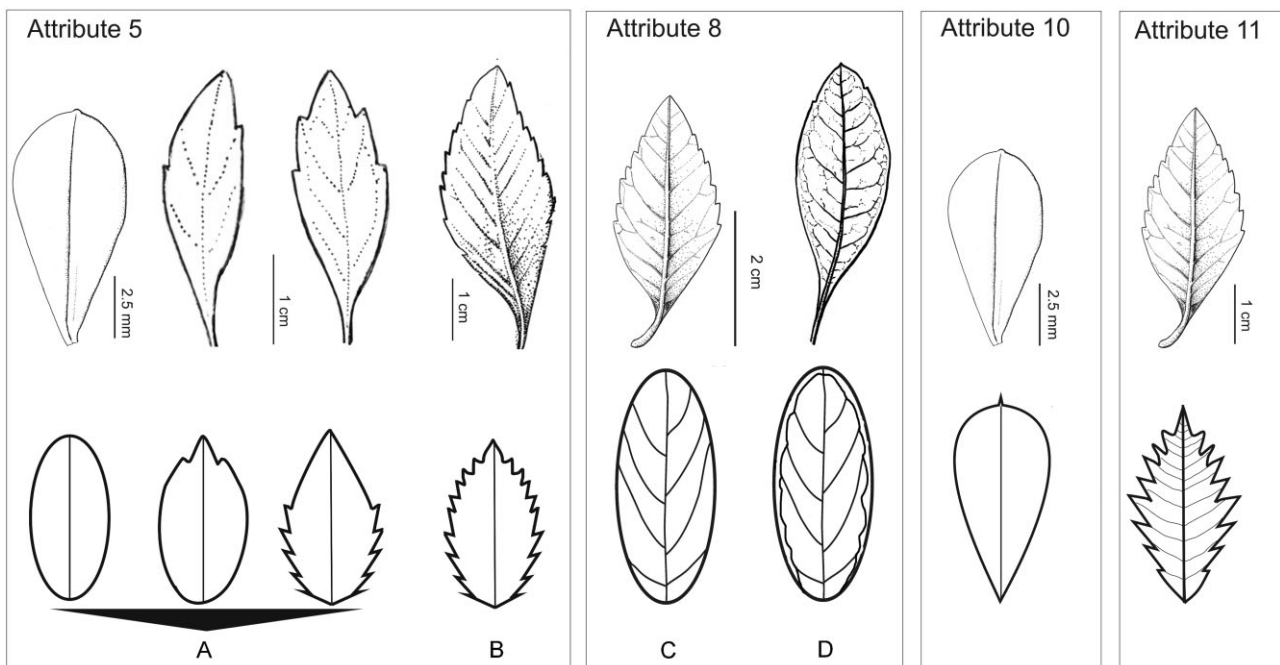 Attribute 5
2.5 mm
1 cm
1 cm
A
B
Attribute 8
2 cm
C
D
Attribute 10
2.5 mm
Attribute 11
1 cm